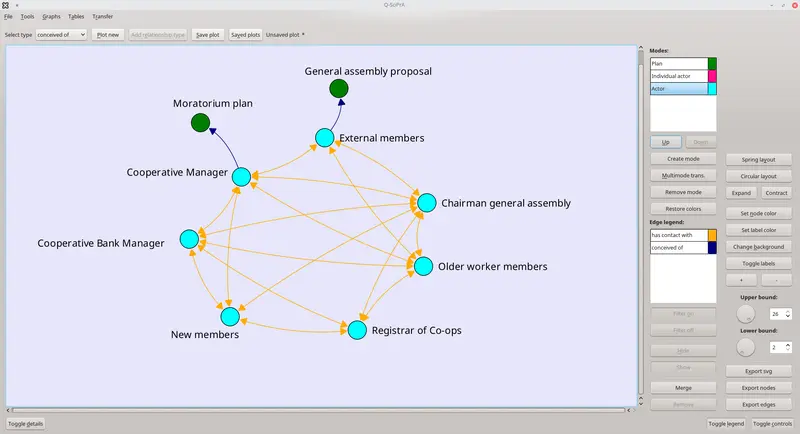 Q-SoPrA
File Tools Graphs Tables Transfer
Select type conceived of Plot new Add relationship type Save plot Saved plots Unsaved plot *
Modes:
General assembly proposal
Plan
Individual actor
Actor
Moratorium plan
External members
Up Down
Cooperative Manager
Create mode Spring layout
Multimode trans. Circular layout
Remove mode Expand Contract
Restore colors
Chairman general assembly
Set node color
Edge legend: Set label color
has contact with
conceived of Change background
Cooperative Bank Manager
Older worker members
Toggle labels
+ -
Upper bound:
26
New members
Registrar of Co-ops
Filter on
Filter off
Lower bound:
2
Hide
Show Export svg
Merge Export nodes
Remove Export edges
Toggle details Toggle legend Toggle controls